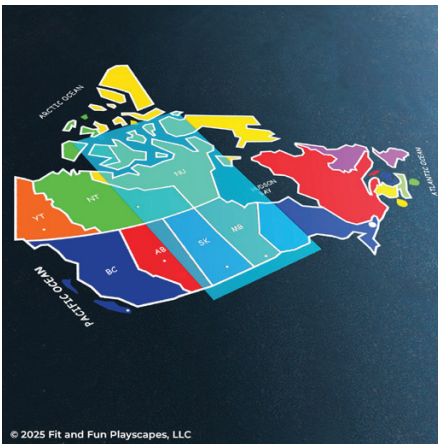 ARCTIC OCEAN
NU
HUDSON
BAY
ATLANTIC OCEAN
NT
YT
MB
SK
AB
BC
PACIFIC OCEAN
© 2025 Fit and Fun Playscapes, LLC